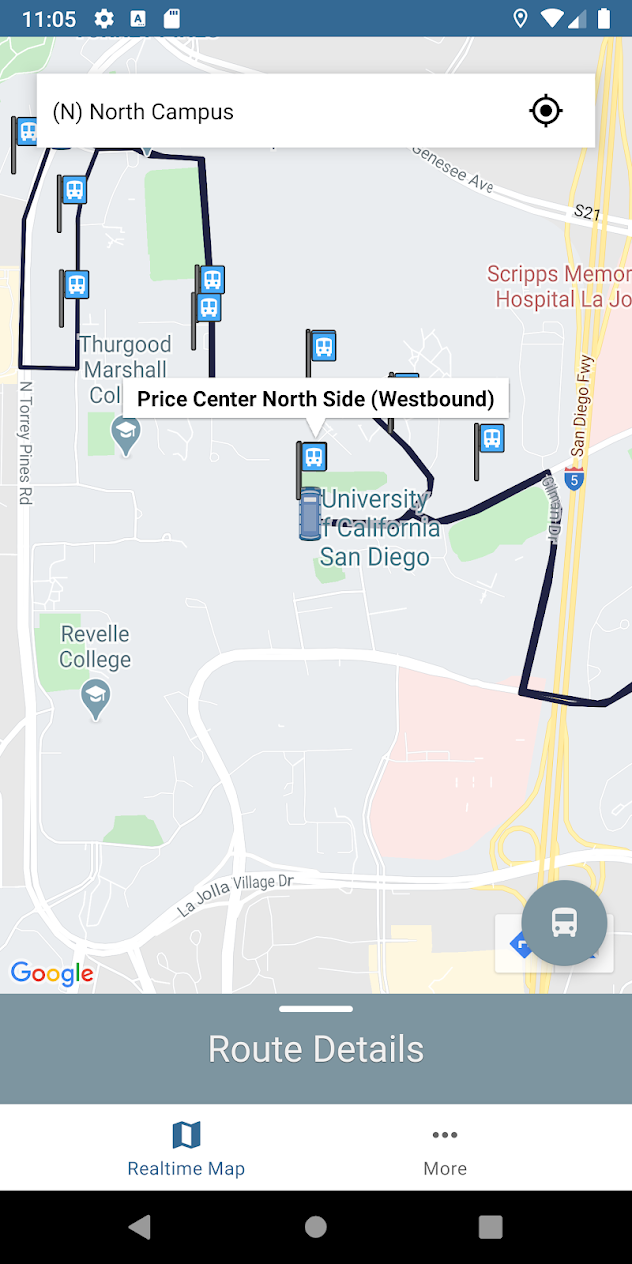 11:05
(N) North Campus
Genesee Ave
S21
Scripps Memor
Hospital La Jo
Thurgood
Marshall
Col
Price Center North Side (Westbound)
San Diego Fwy
N Torrey Pines Rd
5
Gilman Dr
University
f California
San Diego
Revelle
College
La Jolla Village Dr
Google
Route Details
Realtime Map
More